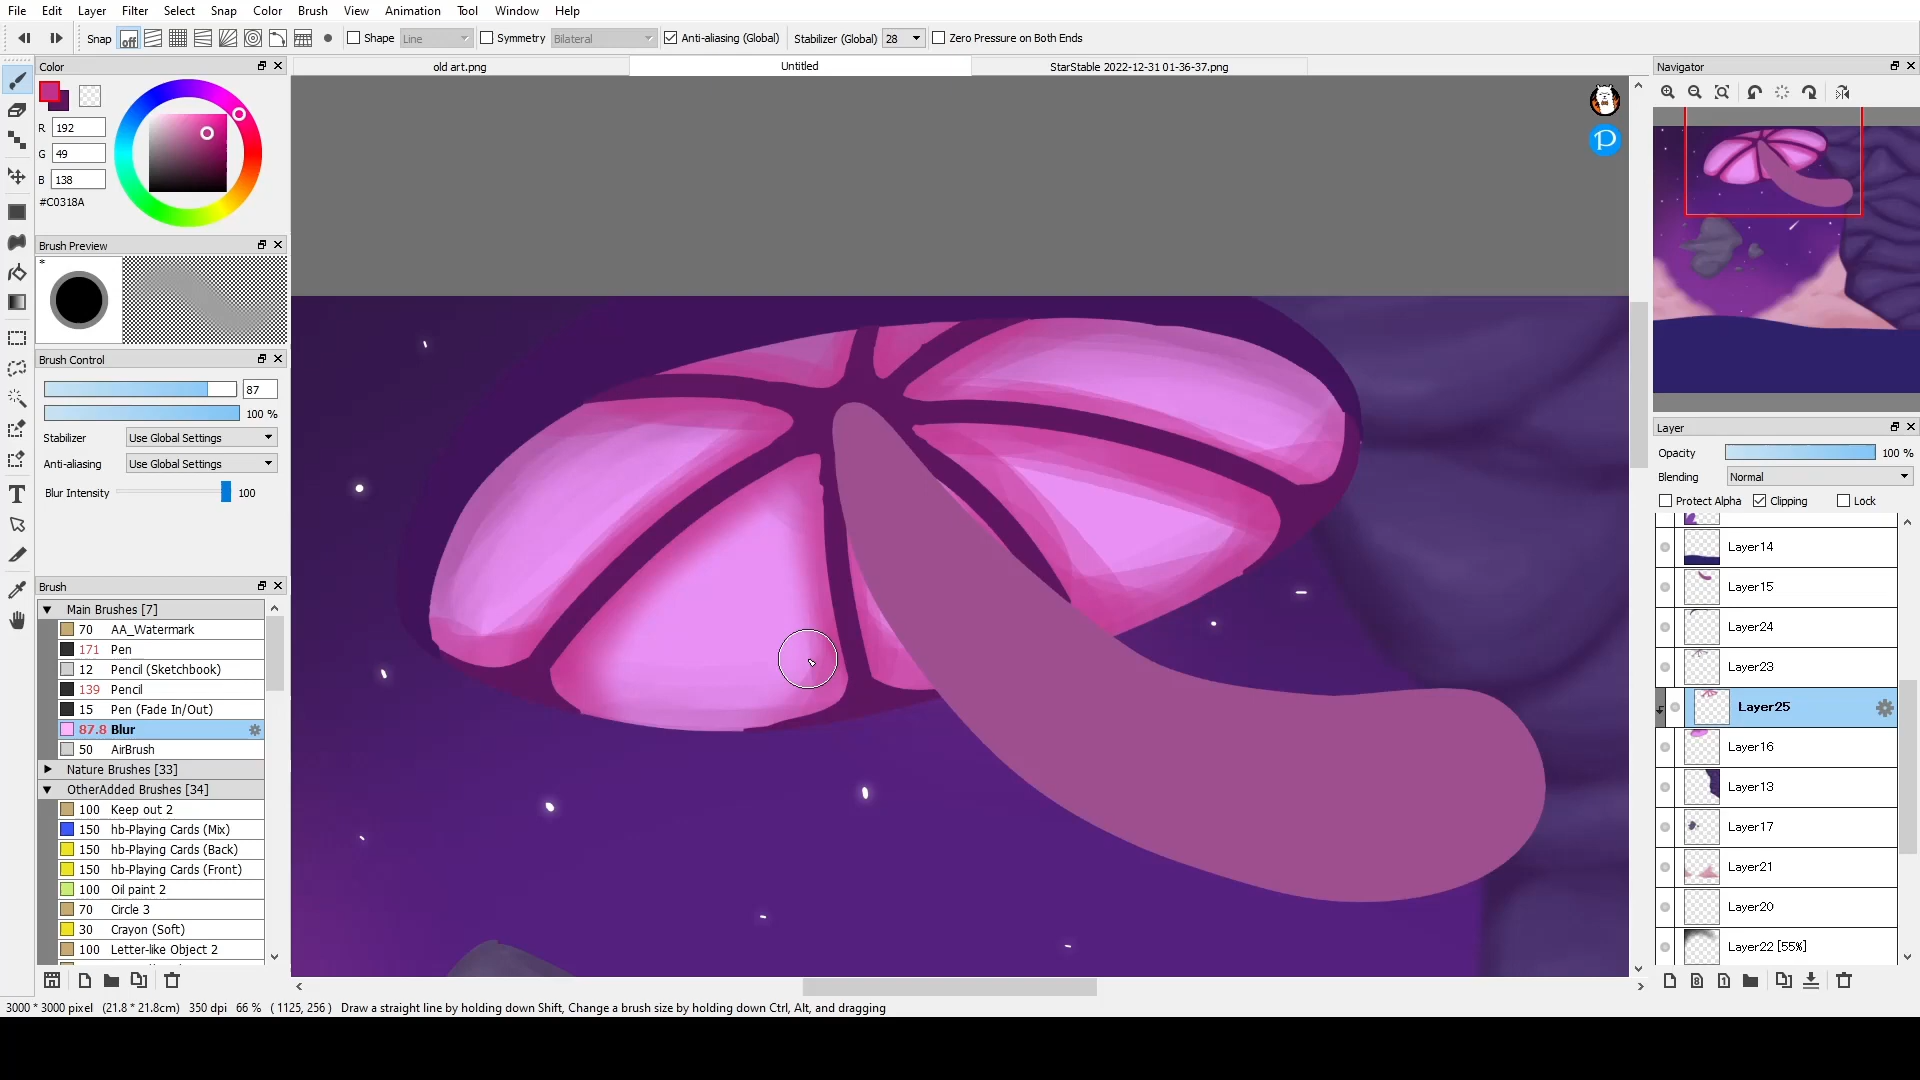 File Edit Layer Filter Select Snap Color Brush View Animation Tool Window Help
Snap off Shape Line Symmetry Bilateral Anti-aliasing (Global) Stabilizer (Global) 28 Zero Pressure on Both Ends
Color
old art.png
Untitled
StarStable 2022-12-31 01-36-37.png
Navigator
R 192
G 49
B 138
#C0318A
Brush Preview
*
Brush Control
87
100 %
Stabilizer Use Global Settings
Anti-aliasing Use Global Settings
Blur Intensity 100
Brush
Main Brushes [7]
70 AA_Watermark
171 Pen
12 Pencil (Sketchbook)
139 Pencil
15 Pen (Fade In/Out)
87.8 Blur
50 AirBrush
Nature Brushes [33]
OtherAdded Brushes [34]
100 Keep out 2
150 hb-Playing Cards (Mix)
150 hb-Playing Cards (Back)
150 hb-Playing Cards (Front)
100 Oil paint 2
70 Circle 3
30 Crayon (Soft)
100 Letter-like Object 2
Layer
Opacity 100 %
Blending Normal
Protect Alpha Clipping Lock
Layer14
Layer15
Layer24
Layer23
Layer25
Layer16
Layer13
Layer17
Layer21
Layer20
Layer22 [55%]
3000 * 3000 pixel (21.8 * 21.8cm) 350 dpi 66 % ( 1125, 256 ) Draw a straight line by holding down Shift, Change a brush size by holding down Ctrl, Alt, and dragging